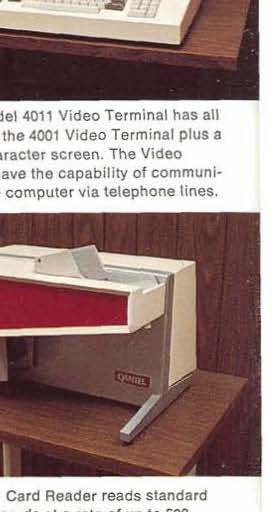 del 4011 Video Terminal has all
the 4001 Video Terminal plus a
aracter screen. The Video
ave the capability of communi-
e computer via telephone lines.
QANTEL
Card Reader reads standard